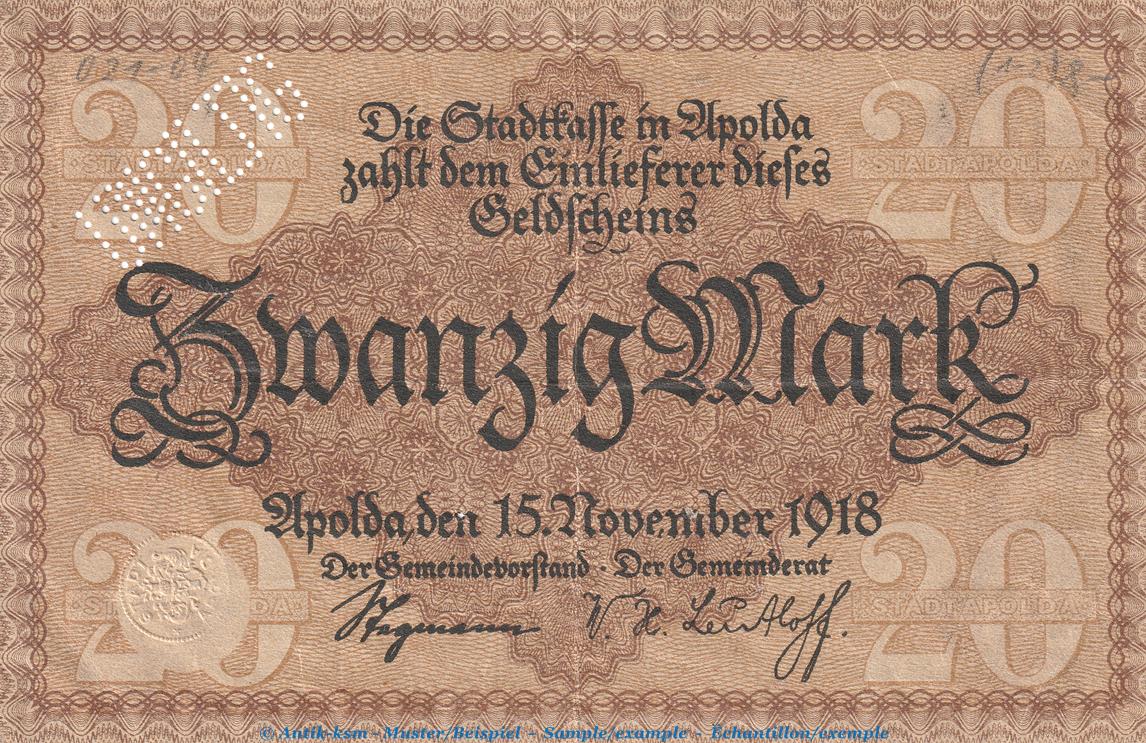 20 20
STADT APOLDA STADT APOLDA
Die Stadtkasse in Apolda
zahlt dem Einlieferer dieses
Geldscheins
Zwanzig Mark
Apolda, den 15. November 1918
Der Gemeindevorstand · Der Gemeinderat
20 20
STADT APOLDA STADT APOLDA
Stegmann
© Antik-ksm - Muster/Beispiel - Sample/example - Échantillon/exemple